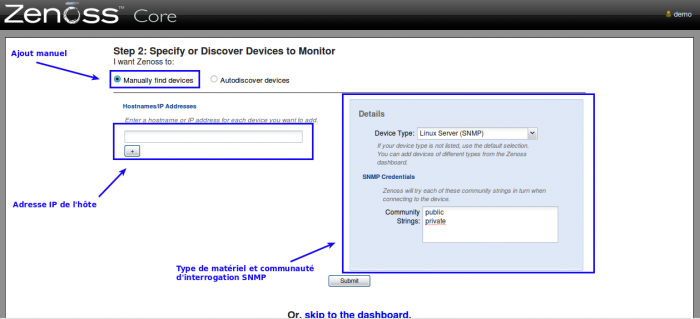 Zenoss™ Core
demo
Ajout manuel
Step 2: Specify or Discover Devices to Monitor
I want Zenoss to:
Manually find devices
Autodiscover devices
Hostnames/IP Addresses
Enter a hostname or IP address for each device you want to add.
+
Adresse IP de l'hôte
Details
Device Type: Linux Server (SNMP)
If your device type is not listed, use the default selection.
You can add devices of different types from the Zenoss
dashboard.
SNMP Credentials
Zenoss will try each of these community strings in turn when
connecting to the device.
Community Strings:
public
private
Type de matériel et communauté
d'interrogation SNMP
Submit
Or, skip to the dashboard.